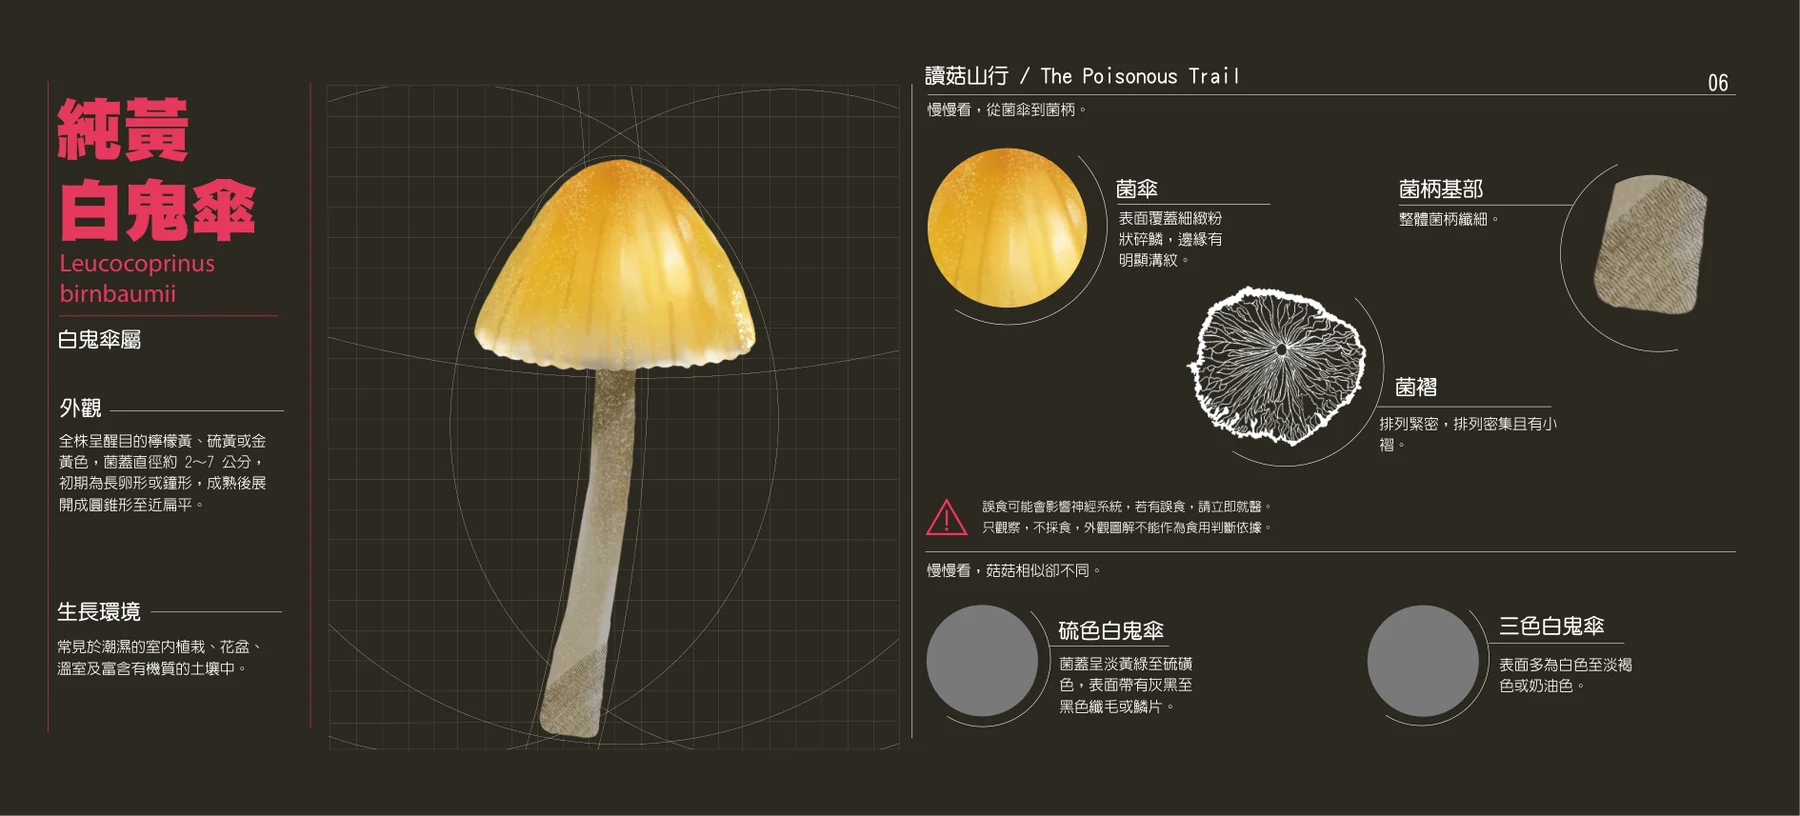 純黃
白鬼傘
Leucocoprinus
birnbaumii
白鬼傘屬
外觀
全株呈醒目的檸檬黃、硫黃或金
黃色，菌蓋直徑約 2～7 公分，
初期為長卵形或鐘形，成熟後展
開成圓錐形至近扁平。
生長環境
常見於潮濕的室內植栽、花盆、
溫室及富含有機質的土壤中。
讀菇山行 / The Poisonous Trail
06
慢慢看，從菌傘到菌柄。
菌傘
表面覆蓋細緻粉
狀碎鱗，邊緣有
明顯溝紋。
菌柄基部
整體菌柄纖細。
菌褶
排列緊密，排列密集且有小
褶。
誤食可能會影響神經系統，若有誤食，請立即就醫。
只觀察，不採食，外觀圖解不能作為食用判斷依據。
慢慢看，菇菇相似卻不同。
硫色白鬼傘
菌蓋呈淡黃綠至硫磺
色，表面帶有灰黑至
黑色纖毛或鱗片。
三色白鬼傘
表面多為白色至淡褐
色或奶油色。